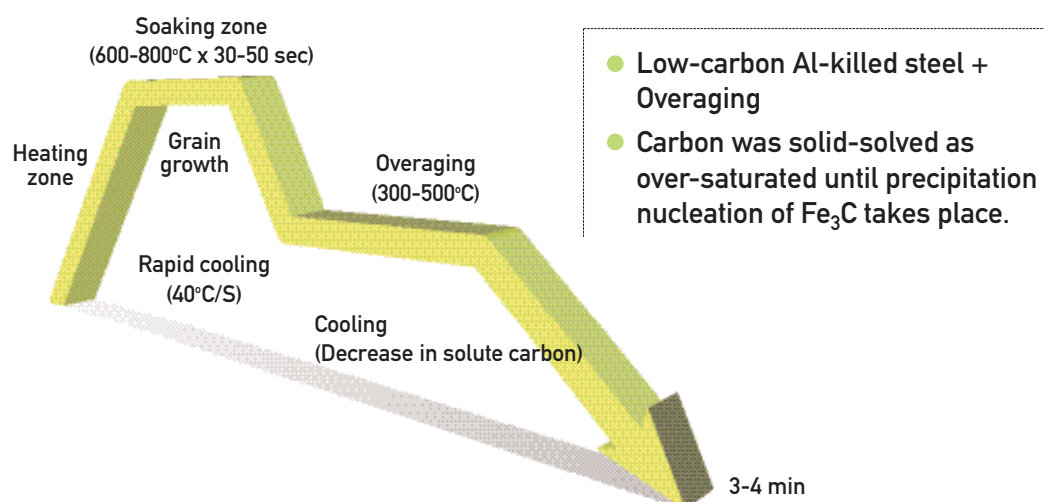 Soaking zone
(600-800°C x 30-50 sec)
Heating
zone
Grain
growth
Overaging
(300-500°C)
Rapid cooling
(40°C/S)
Cooling
(Decrease in solute carbon)
3-4 min
Low-carbon Al-killed steel +
Overaging
Carbon was solid-solved as
over-saturated until precipitation
nucleation of Fe₃C takes place.